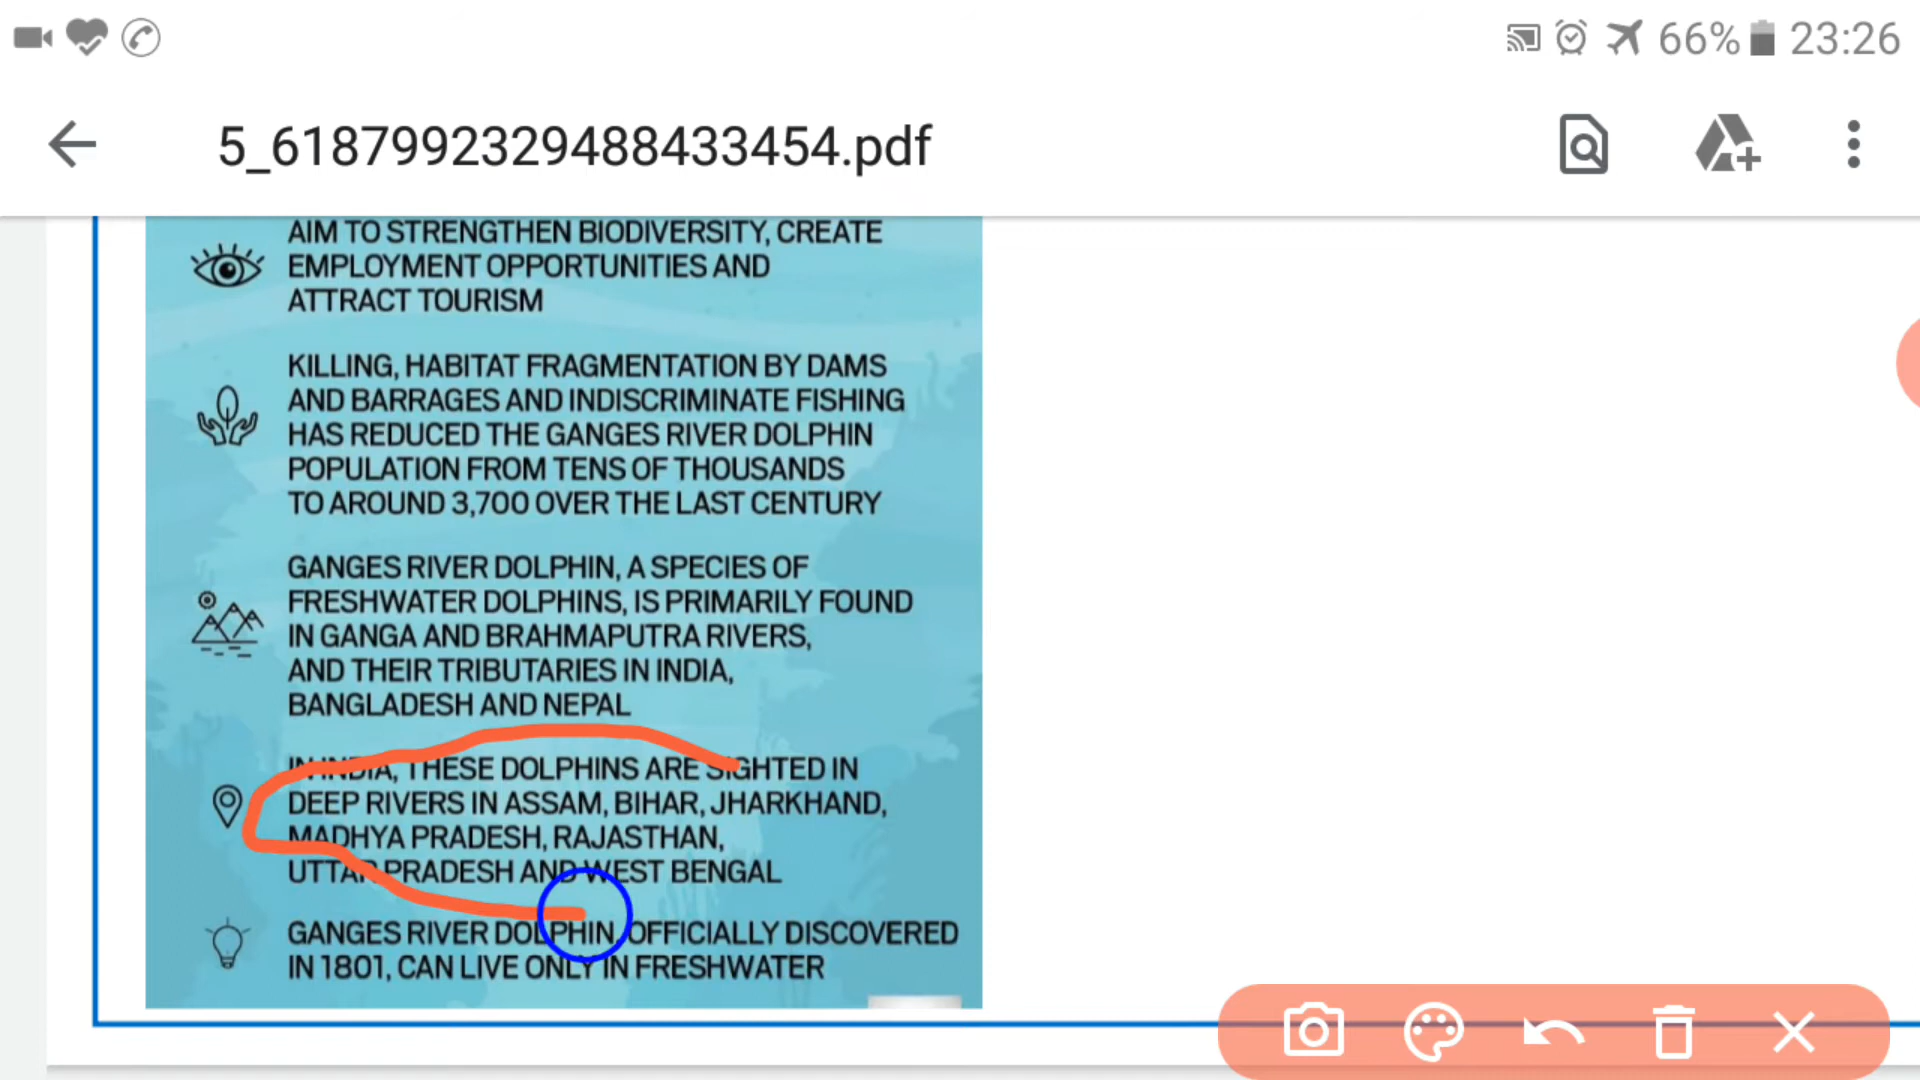 66% 23:26
5_6187992329488433454.pdf
AIM TO STRENGTHEN BIODIVERSITY, CREATE
EMPLOYMENT OPPORTUNITIES AND
ATTRACT TOURISM
KILLING, HABITAT FRAGMENTATION BY DAMS
AND BARRAGES AND INDISCRIMINATE FISHING
HAS REDUCED THE GANGES RIVER DOLPHIN
POPULATION FROM TENS OF THOUSANDS
TO AROUND 3,700 OVER THE LAST CENTURY
GANGES RIVER DOLPHIN, A SPECIES OF
FRESHWATER DOLPHINS, IS PRIMARILY FOUND
IN GANGA AND BRAHMAPUTRA RIVERS,
AND THEIR TRIBUTARIES IN INDIA,
BANGLADESH AND NEPAL
IN INDIA, THESE DOLPHINS ARE SIGHTED IN
DEEP RIVERS IN ASSAM, BIHAR, JHARKHAND,
MADHYA PRADESH, RAJASTHAN,
UTTAR PRADESH AND WEST BENGAL
GANGES RIVER DOLPHIN, OFFICIALLY DISCOVERED
IN 1801, CAN LIVE ONLY IN FRESHWATER